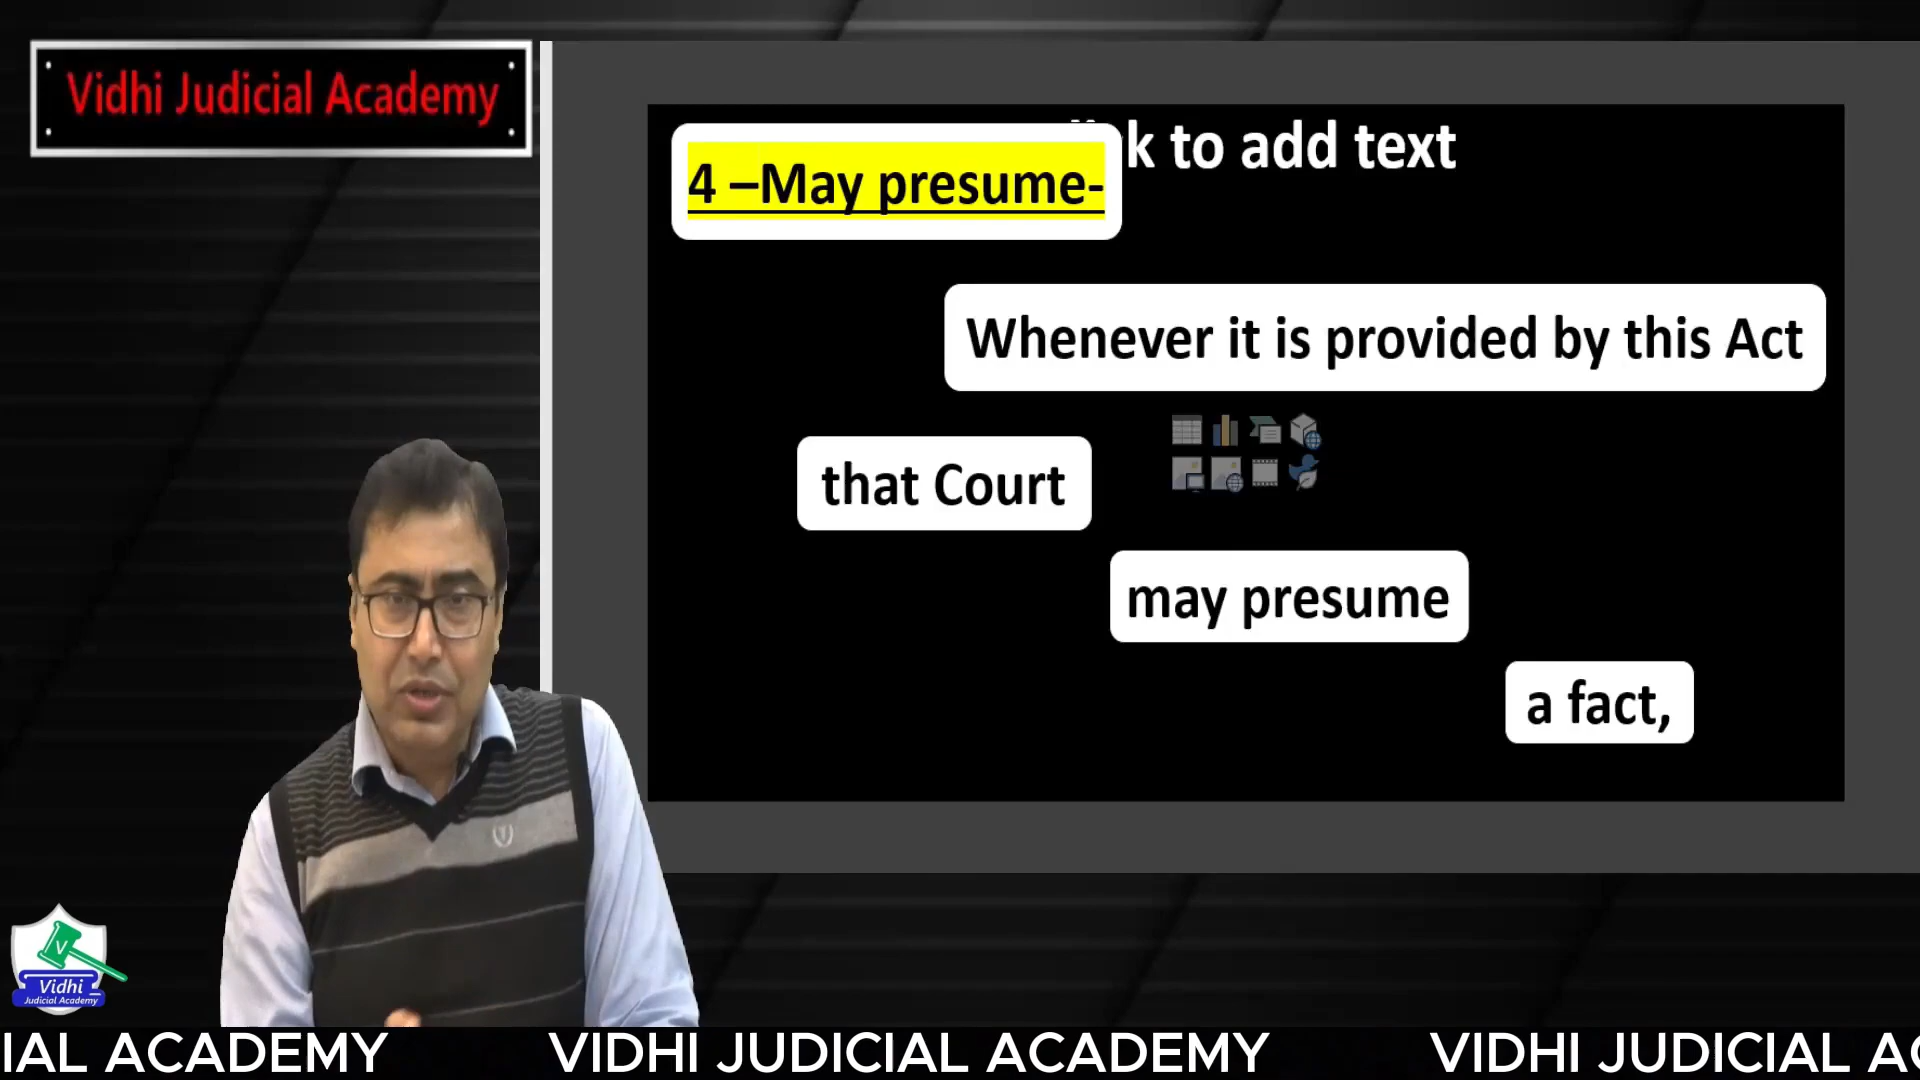 Vidhi Judicial Academy
k to add text
4 –May presume-
Whenever it is provided by this Act
that Court
may presume
a fact,
V
Vidhi
Judicial Academy
IAL ACADEMY VIDHI JUDICIAL ACADEMY VIDHI JUDICIAL AC